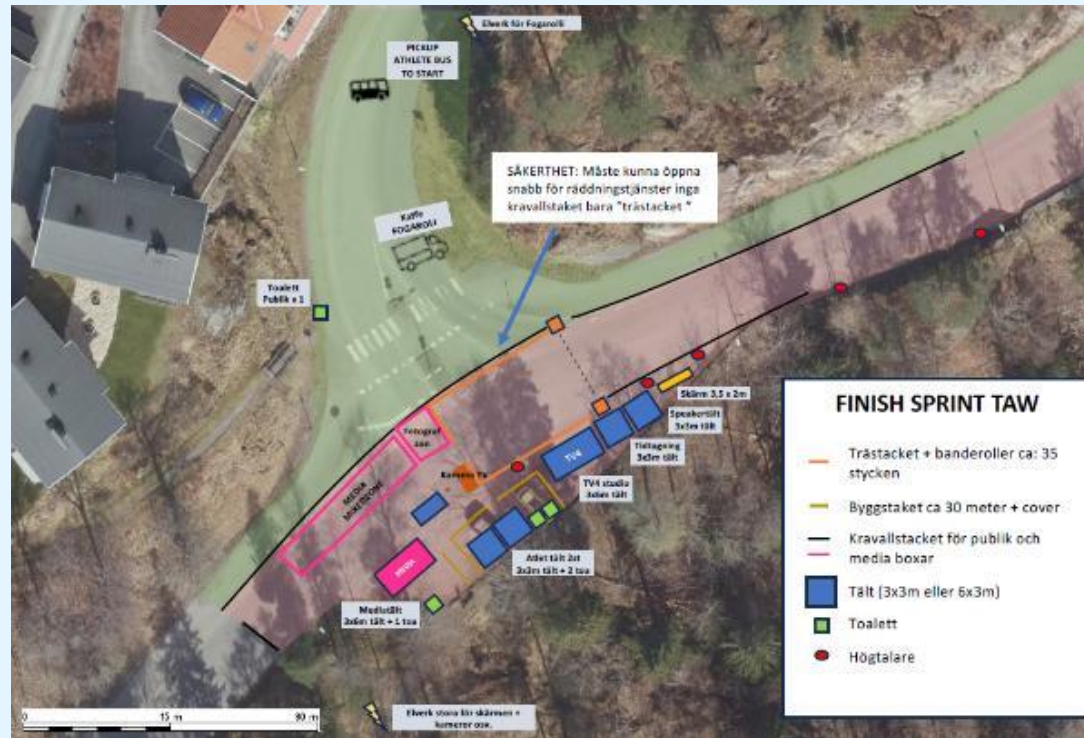 Elverk för Fogarolli
PICKUP
ATHLETE BUS
TO START
SÄKERTHET: Måste kunna öppna
snabb för räddningstjänster inga
kravallstaket bara "trästacket "
Kaffe
FOGAROLI
Toalett
Publik x 1
Skärm 3,5 x 2m
Speakertält
3x3m tält
Tidtagning
3x3m tält
TV4
TV4 studio
3x6m tält
Fotograf
zon
MEDIA
MIXEDZONE
Kamera Tv
Atlet tält 2st
3x3m tält + 2 toa
MEDIA
Mediatält
3x6m tält + 1 toa
Elverk stora för skärmen +
kameror osv.
0 15 m 30 m
FINISH SPRINT TAW
Trästacket + banderoller ca: 35
stycken
Byggstaket ca 30 meter + cover
Kravallstacket för publik och
media boxar
Tält (3x3m eller 6x3m)
Toalett
Högtalare